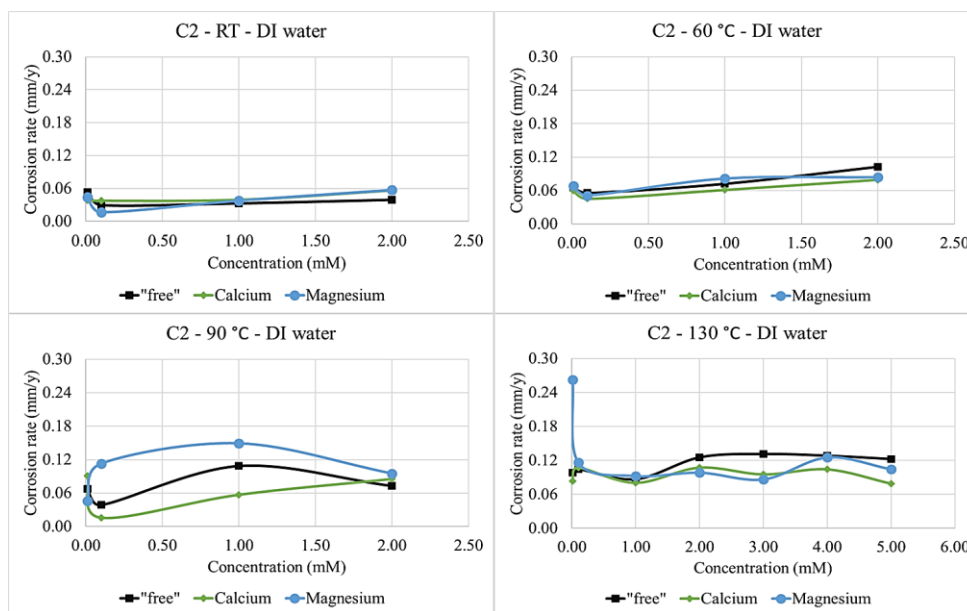 C2 - RT - DI water
Corrosion rate (mm/y)
0.30
0.24
0.18
0.12
0.06
0.00
0.00 0.50 1.00 1.50 2.00 2.50
Concentration (mM)
"free" Calcium Magnesium
C2 - 60 °C - DI water
Corrosion rate (mm/y)
0.30
0.24
0.18
0.12
0.06
0.00
0.00 0.50 1.00 1.50 2.00 2.50
Concentration (mM)
"free" Calcium Magnesium
C2 - 90 °C - DI water
Corrosion rate (mm/y)
0.30
0.24
0.18
0.12
0.06
0.00
0.00 0.50 1.00 1.50 2.00 2.50
Concentration (mM)
"free" Calcium Magnesium
C2 - 130 °C - DI water
Corrosion rate (mm/y)
0.30
0.24
0.18
0.12
0.06
0.00
0.00 1.00 2.00 3.00 4.00 5.00 6.00
Concentration (mM)
"free" Calcium Magnesium